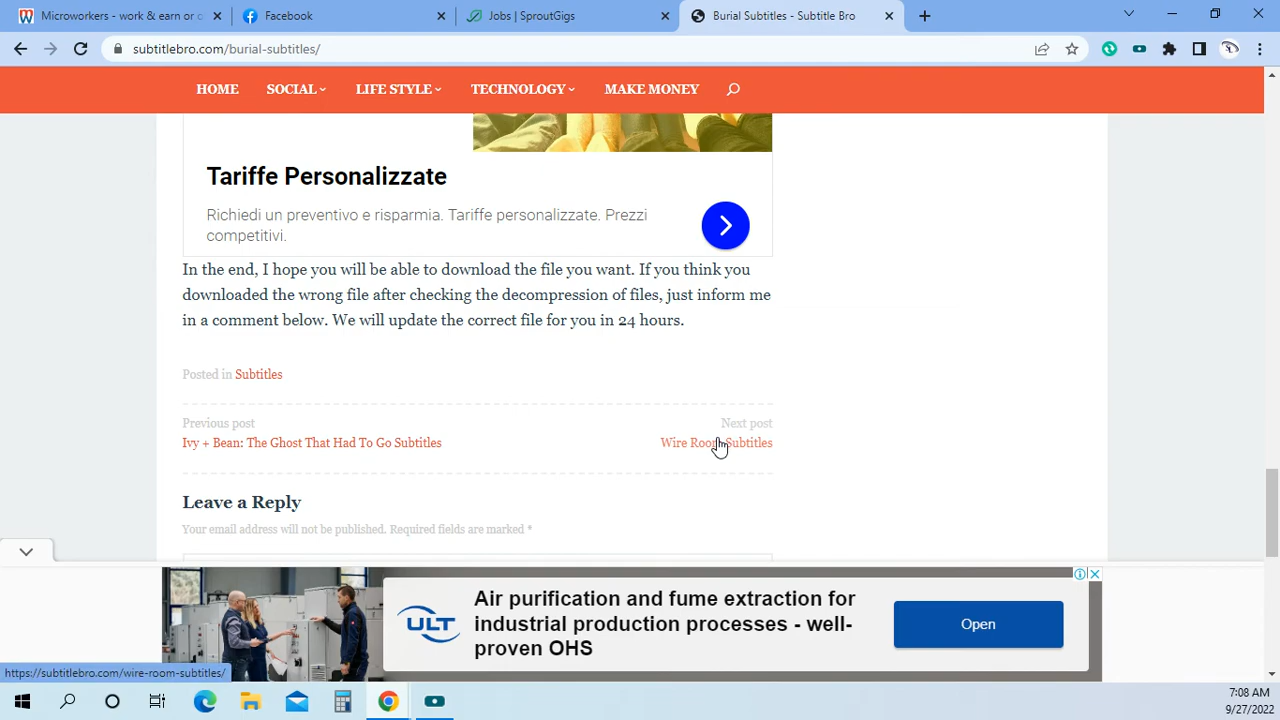 Microworkers - work & earn or o
Facebook
Jobs | SproutGigs
Burial Subtitles - Subtitle Bro
subtitlebro.com/burial-subtitles/
HOME
SOCIAL
LIFE STYLE
TECHNOLOGY
MAKE MONEY
Tariffe Personalizzate
Richiedi un preventivo e risparmia. Tariffe personalizzate. Prezzi
competitivi.
In the end, I hope you will be able to download the file you want. If you think you
downloaded the wrong file after checking the decompression of files, just inform me
in a comment below. We will update the correct file for you in 24 hours.
Posted in Subtitles
Previous post
Next post
Ivy + Bean: The Ghost That Had To Go Subtitles
Wire Room Subtitles
Leave a Reply
Your email address will not be published. Required fields are marked *
ULT
Air purification and fume extraction for
industrial production processes - well-
proven OHS
Open
https://subtitlebro.com/wire-room-subtitles/
7:08 AM
9/27/2022